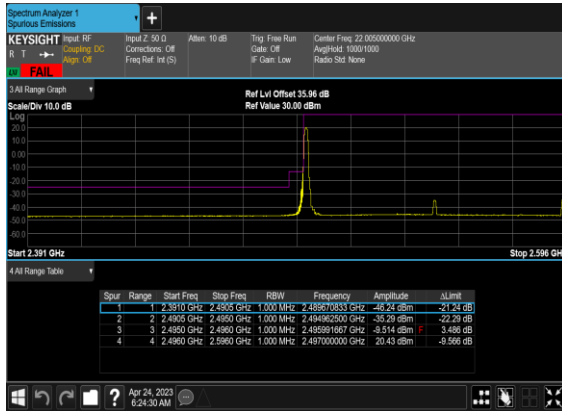 Spectrum Analyzer 1
Spurious Emissions
+
KEYSIGHT
R T
LU
FAIL
Input: RF
Coupling: DC
Align: Off
Input Z: 50 Ω
Corrections: Off
Freq Ref: Int (S)
Atten: 10 dB
Trig: Free Run
Gate: Off
IF Gain: Low
Center Freq: 22.005000000 GHz
Avg|Hold: 1000/1000
Radio Std: None
3 All Range Graph
Scale/Div 10.0 dB
Ref Lvl Offset 35.96 dB
Ref Value 30.00 dBm
Log
20.0
10.0
0.00
-10.0
-20.0
-30.0
-40.0
-50.0
-60.0
Start 2.391 GHz
Stop 2.596 GH
4 All Range Table
Spur Range Start Freq Stop Freq RBW Frequency Amplitude ΔLimit
1 1 2.3910 GHz 2.4905 GHz 1.000 MHz 2.489670833 GHz -46.24 dBm -21.24 dB
2 2 2.4905 GHz 2.4950 GHz 1.000 MHz 2.494962500 GHz -35.29 dBm -22.29 dB
3 3 2.4950 GHz 2.4960 GHz 1.000 MHz 2.495991667 GHz -9.514 dBm F 3.486 dB
4 4 2.4960 GHz 2.5960 GHz 1.000 MHz 2.497000000 GHz 20.43 dBm -9.566 dB
?
Apr 24, 2023
6:24:30 AM